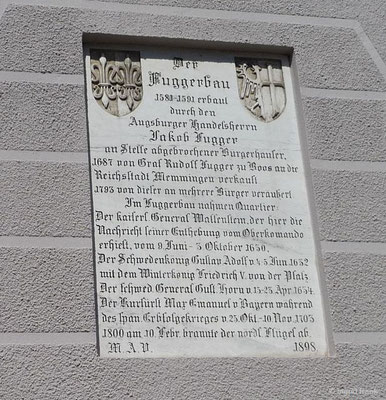 Der
Fuggerbau
1581-1591 erbaut
durch den
Augsburger Handelsherrn
Jakob Fugger
an Stelle abgebrochener Bürgerhäuser,
1687 von Graf Rudolf Fugger zu Boos an die
Reichsstadt Memmingen verkauft
1793 von dieser an mehrere Bürger veräußert
Im Fuggerbau nahmen Quartier:
Der kaiserl General Wallenstein, der hier die
Nachricht seiner Enthebung vom Oberkomando
erhielt, vom 9 Juni - 3 Oktober 1630.
Der Schwedenkönig Gustav Adolf v. 4-5 Juni 1632
mit dem Winterkönig Friedrich V. von der Pfalz
Der schwed General Gust. Horn v. 13-23 Apr. 1634.
Der Kurfürst Max Emanuel v Bayern während
des span Erbfolgekrieges v 25. Okt - 10 Nov. 1703
1800 am 10. Febr. brannte der nördl Flügel ab.
M. A. V. 1898